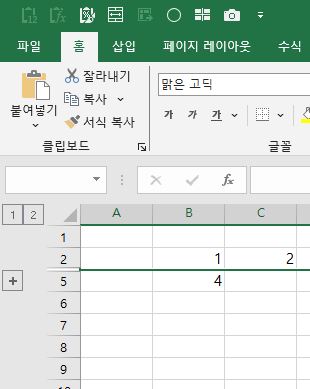 파일 홈 삽입 페이지 레이아웃 수식
붙여넣기
잘라내기
복사
서식 복사
클립보드
맑은 고딕
가 가 가
글꼴
fx
1 2
A B C
1
2 1 2
5 4
6
7
8
9